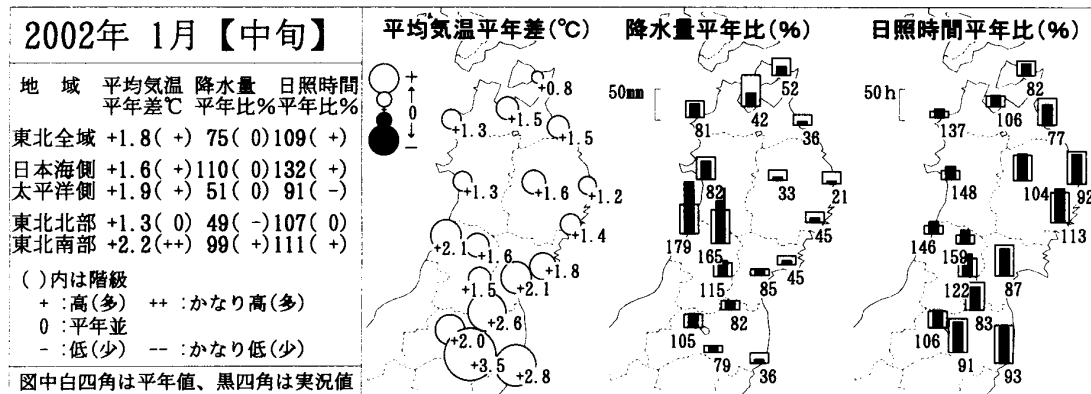 2002年 1月【中旬】
地 域 平均気温 降水量 日照時間
平年差℃ 平年比% 平年比%
東北全域 +1.8( +) 75( 0) 109( +)
日本海側 +1.6( +) 110( 0) 132( +)
太平洋側 +1.9( +) 51( 0) 91( -)
東北北部 +1.3( 0) 49( -) 107( 0)
東北南部 +2.2(++) 99( +) 111( +)
( )内は階級
+ :高(多) ++ :かなり高(多)
0 :平年並
- :低(少) -- :かなり低(少)
図中白四角は平年値、黒四角は実況値
平均気温平年差(℃)
+
0
-
+0.8
+1.3
+1.5
+1.5
+1.3
+1.6
+1.2
+1.4
+2.1
+1.6
+1.8
+1.5
+2.1
+2.6
+2.0
+3.5
+2.8
降水量平年比(%)
50mm
52
81
42
36
82
33
21
179
165
45
115
85
45
82
105
79
36
日照時間平年比(%)
50h
82
137
106
77
148
104
92
113
146
159
122
87
83
106
91
93